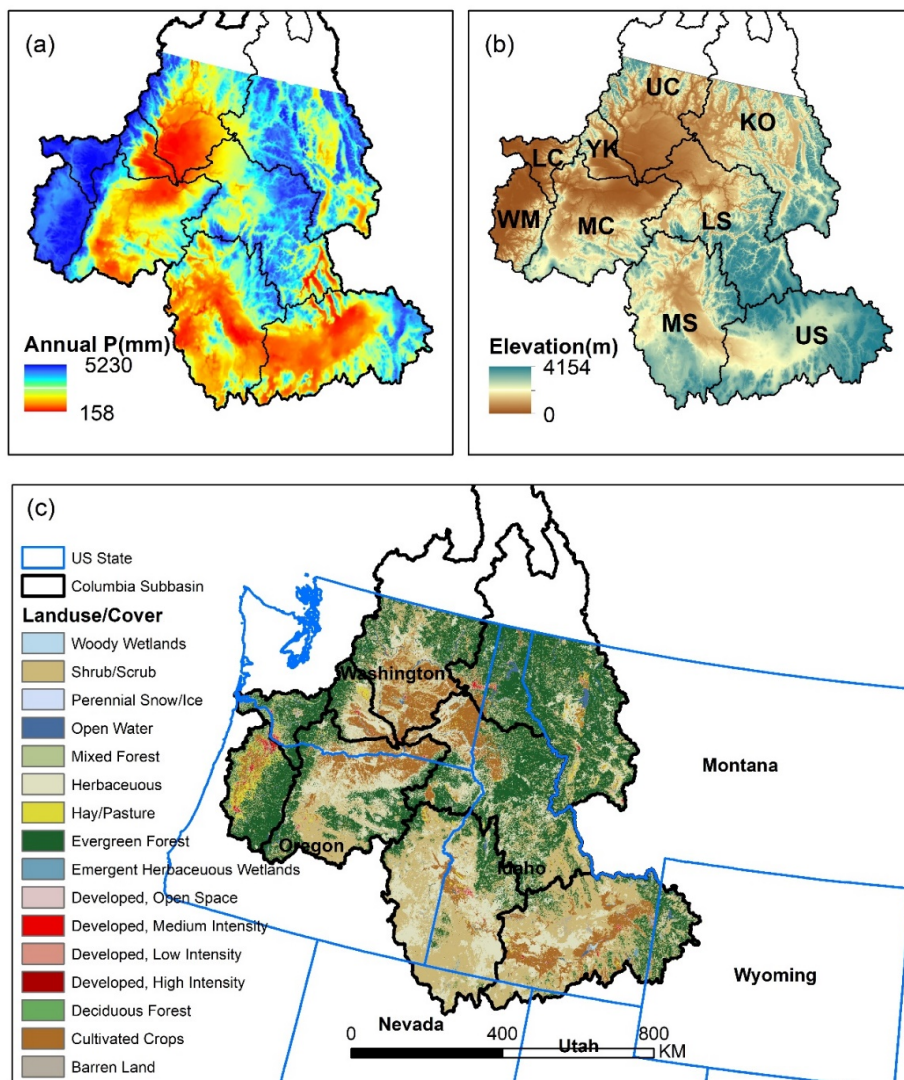 (a)
Annual P(mm)
5230
158
(b)
UC
KO
LC
YK
WM
MC
LS
MS
US
Elevation(m)
4154
0
(c)
US State
Columbia Subbasin
Landuse/Cover
Woody Wetlands
Shrub/Scrub
Perennial Snow/Ice
Open Water
Mixed Forest
Herbaceuous
Hay/Pasture
Evergreen Forest
Emergent Herbaceuous Wetlands
Developed, Open Space
Developed, Medium Intensity
Developed, Low Intensity
Developed, High Intensity
Deciduous Forest
Cultivated Crops
Barren Land
Washington
Montana
Oregon
Idaho
Wyoming
Nevada
Utah
0 400 800
KM